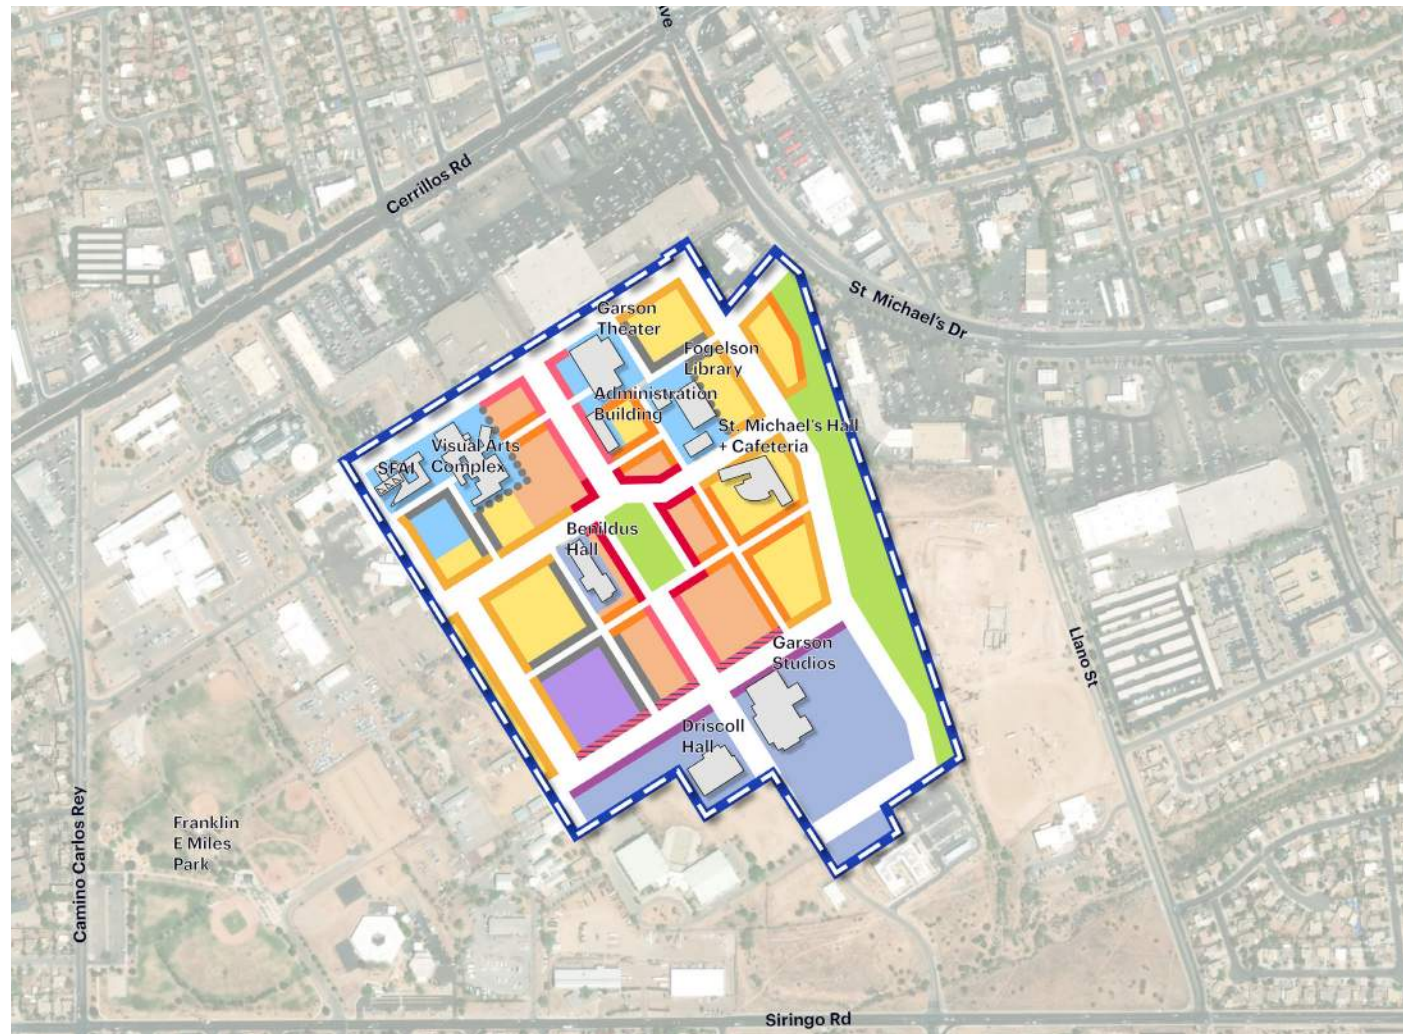 Ave
Cerrillos Rd
St. Michael's Dr
Garson
Theater
Fogelson
Library
Administration
Building
St. Michael's Hall
+ Cafeteria
Visual Arts
Complex
SFAI
Benildus
Hall
Garson
Studios
Llano St
Driscoll
Hall
Franklin
E Miles
Park
Camino Carlos Rey
Siringo Rd